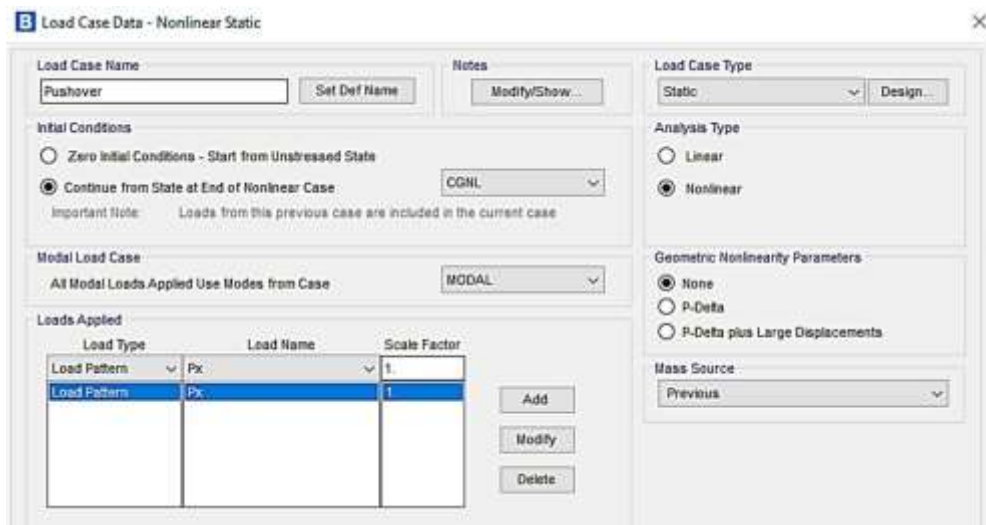 B Load Case Data - Nonlinear Static
Load Case Name
Pushover
Set Def Name
Notes
Modify/Show...
Load Case Type
Static
Design...
Initial Conditions
Zero Initial Conditions - Start from Unstressed State
Continue from State at End of Nonlinear Case
CGNL
Important Note: Loads from this previous case are included in the current case
Analysis Type
Linear
Nonlinear
Modal Load Case
All Modal Loads Applied Use Modes from Case
MODAL
Geometric Nonlinearity Parameters
None
P-Delta
P-Delta plus Large Displacements
Loads Applied
Load Type Load Name Scale Factor
Load Pattern Px 1.
Load Pattern Px 1.
Add
Modify
Delete
Mass Source
Previous